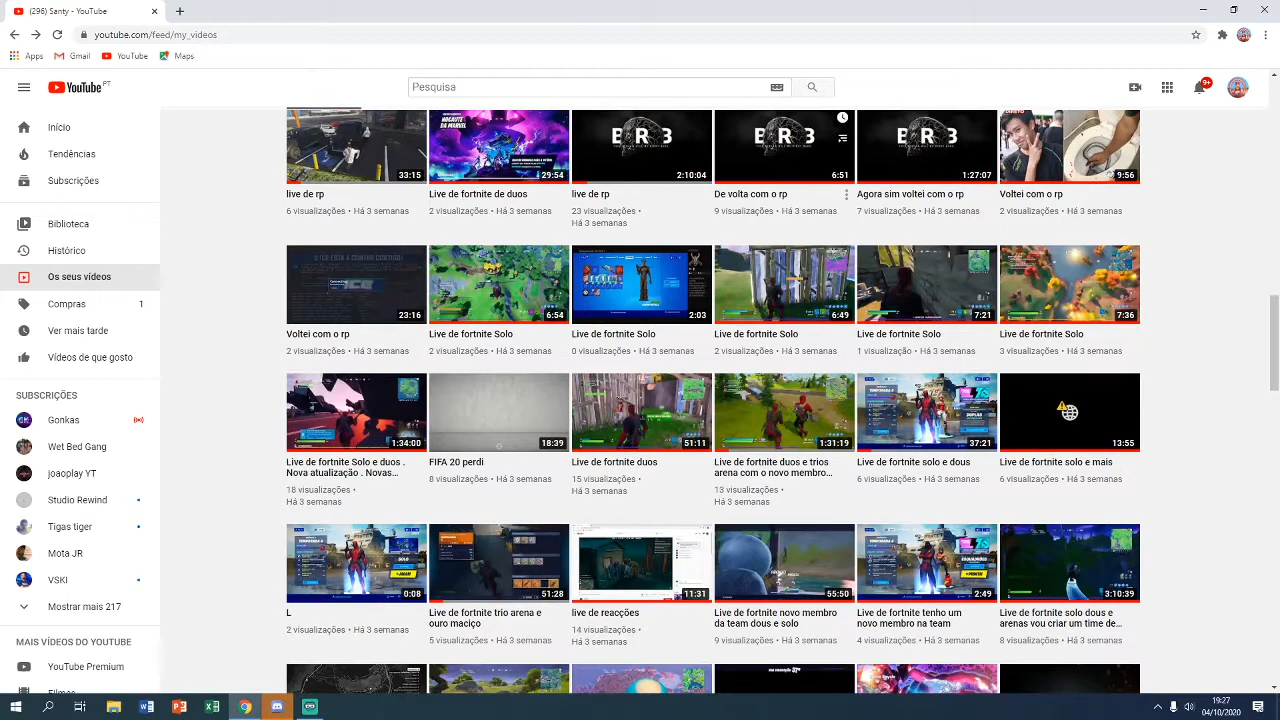 (296) Santy - YouTube
youtube.com/feed/my_videos
Apps Gmail YouTube Maps
YouTube PT
Pesquisa
9+
Início
Tendências
Subscrições
Biblioteca
Histórico
Os seus vídeos
Compras 1
Ver mais tarde
Vídeos de que gosto
SUBSCRIÇÕES
Gonkas
Wet Bed Gang
joaoplay YT
Studio Rewind
Tigas tiger
Mota JR
VSKI
Mostrar mais 217
MAIS VÍDEOS DO YOUTUBE
YouTube Premium
NOCAUTE
DA MARVEL
BR3
BR3
BR3
33:15 29:54 2:10:04 6:51 1:27:07 9:56
live de rp
6 visualizações • Há 3 semanas
Live de fortnite de duos
2 visualizações • Há 3 semanas
live de rp
23 visualizações •
Há 3 semanas
De volta com o rp
9 visualizações • Há 3 semanas
Agora sim voltei com o rp
7 visualizações • Há 3 semanas
Voltei com o rp
2 visualizações • Há 3 semanas
23:16 6:54 2:03 6:49 7:21 7:36
Voltei com o rp
2 visualizações • Há 3 semanas
Live de fortnite Solo
2 visualizações • Há 3 semanas
Live de fortnite Solo
0 visualizações • Há 3 semanas
Live de fortnite Solo
2 visualizações • Há 3 semanas
Live de fortnite Solo
1 visualização • Há 3 semanas
Live de fortnite Solo
3 visualizações • Há 3 semanas
1:34:00 18:39 51:11 1:31:19 37:21 13:55
Live de fortnite Solo e duos .
Nova atualização . Novas...
18 visualizações •
Há 3 semanas
FIFA 20 perdi
8 visualizações • Há 3 semanas
Live de fortnite duos
15 visualizações •
Há 3 semanas
Live de fortnite duos e trios
arena com o novo membro...
13 visualizações •
Há 3 semanas
Live de fortnite solo e dous
6 visualizações • Há 3 semanas
Live de fortnite solo e mais
6 visualizações • Há 3 semanas
0:08 51:28 11:31 55:50 2:49 3:10:39
L
2 visualizações • Há 3 semanas
Live de fortnite trio arena e
ouro maciço
5 visualizações • Há 3 semanas
live de reacções
14 visualizações •
Há 3 semanas
Live de fortnite novo membro
da team dous e solo
9 visualizações • Há 3 semanas
Live de fortnite tenho um
novo membro na team
4 visualizações • Há 3 semanas
Live de fortnite solo dous e
arenas vou criar um time de...
8 visualizações • Há 3 semanas
19:27
04/10/2020